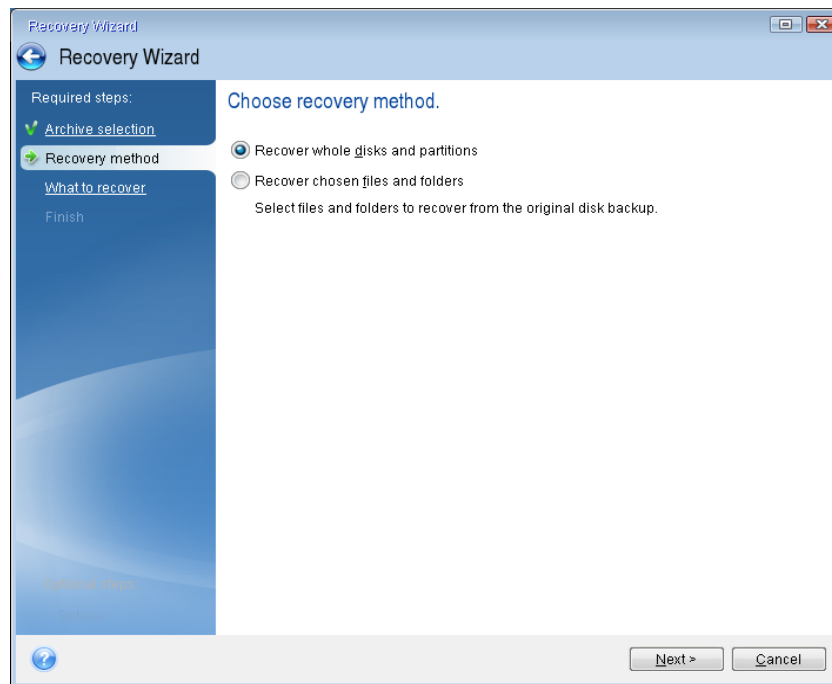 Recovery Wizard
Recovery Wizard
Required steps:
Archive selection
Recovery method
What to recover
Finish
Choose recovery method.
Recover whole disks and partitions
Recover chosen files and folders
Select files and folders to recover from the original disk backup.
?
Next >
Cancel